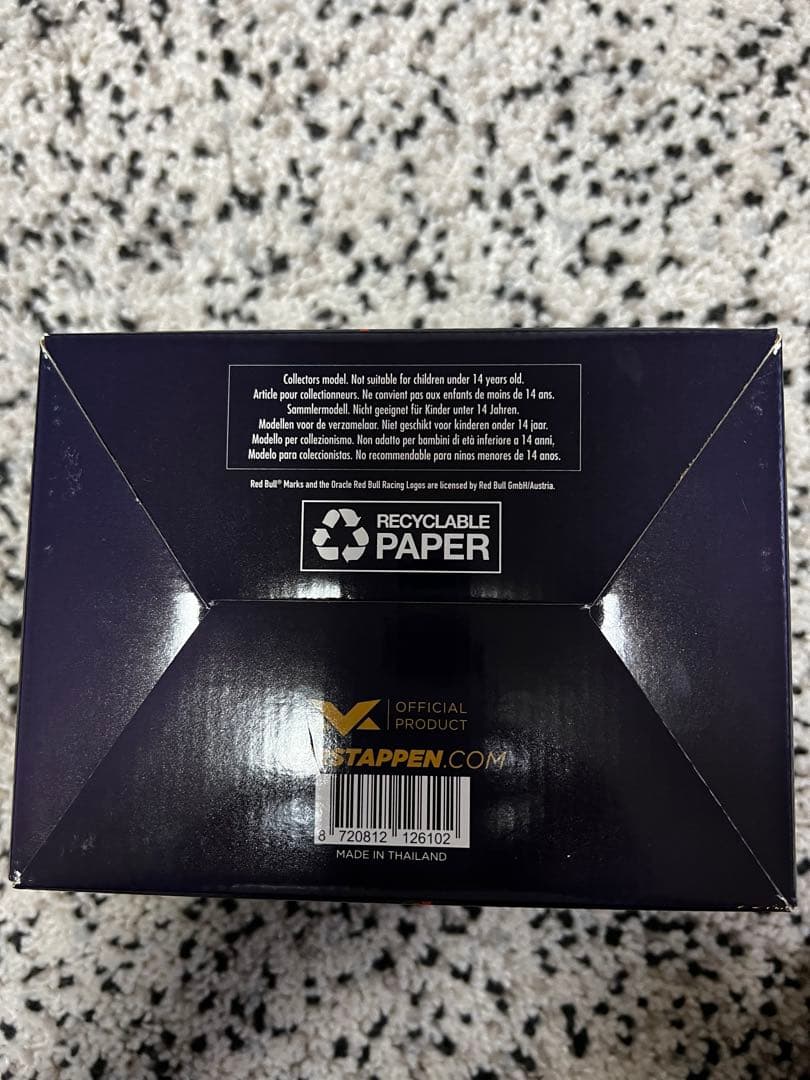 Collectors model. Not suitable for children under 14 years old.
Article pour collectionneurs. Ne convient pas aux enfants de moins de 14 ans.
Sammlermodell. Nicht geeignet für Kinder unter 14 Jahren.
Modellen voor de verzamelaar. Niet geschikt voor kinderen onder 14 jaar.
Modello per collezionismo. Non adatto per bambini di età inferiore a 14 anni,
Modelo para coleccionistas. No recommendable para ninos menores de 14 anos.
Red Bull® Marks and the Oracle Red Bull Racing Logos are licensed by Red Bull GmbH/Austria.
RECYCLABLE
PAPER
OFFICIAL
PRODUCT
STAPPEN.COM
8 720812 126102
MADE IN THAILAND